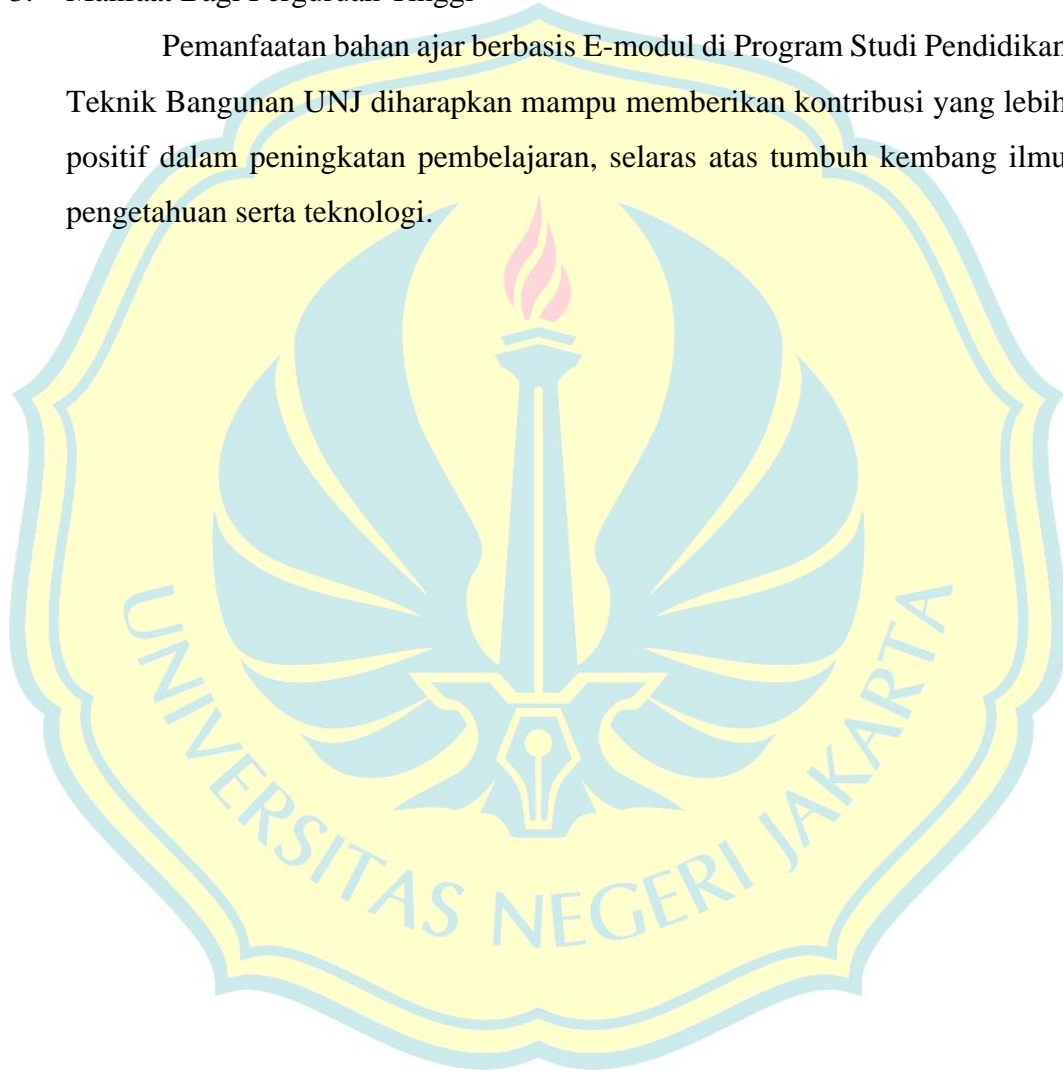 Pemanfaatan bahan ajar berbasis E-modul di Program Studi Pendidikan
Teknik Bangunan UNJ diharapkan mampu memberikan kontribusi yang lebih
positif dalam peningkatan pembelajaran, selaras atas tumbuh kembang ilmu
pengetahuan serta teknologi.
UNIVERSITAS NEGERI JAKARTA